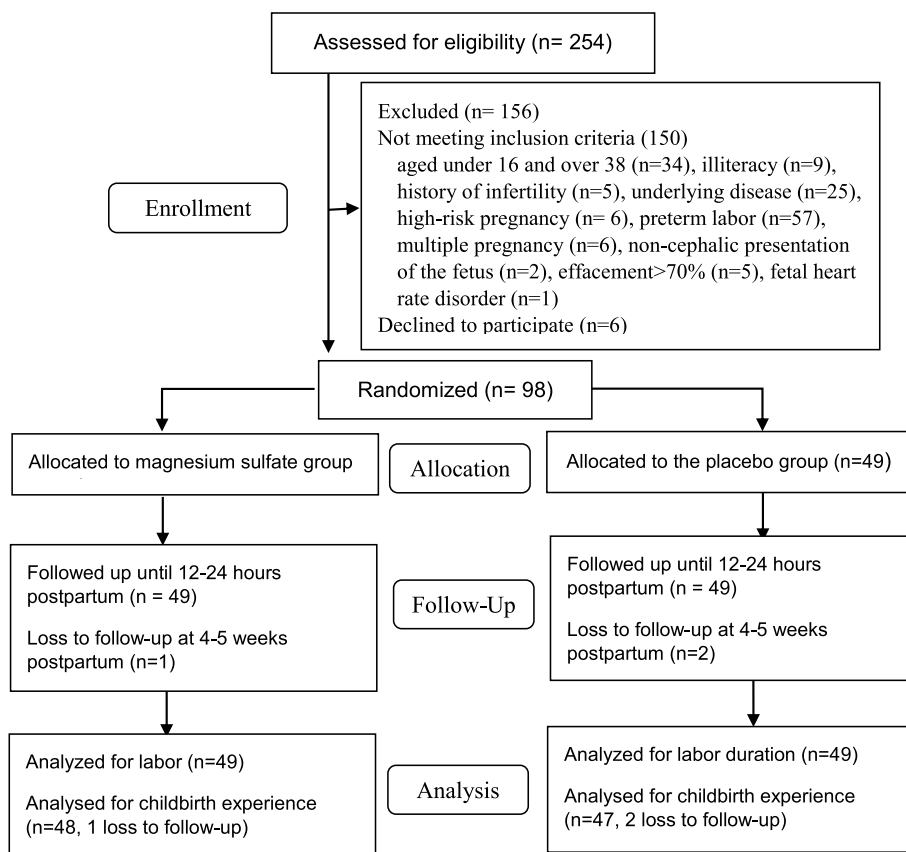 Assessed for eligibility (n= 254)
Excluded (n= 156)
Not meeting inclusion criteria (150)
aged under 16 and over 38 (n=34), illiteracy (n=9),
history of infertility (n=5), underlying disease (n=25),
high-risk pregnancy (n= 6), preterm labor (n=57),
multiple pregnancy (n=6), non-cephalic presentation
of the fetus (n=2), effacement>70% (n=5), fetal heart
rate disorder (n=1)
Declined to participate (n=6)
Enrollment
Randomized (n= 98)
Allocated to magnesium sulfate group
Allocation
Allocated to the placebo group (n=49)
Followed up until 12-24 hours
postpartum (n = 49)
Loss to follow-up at 4-5 weeks
postpartum (n=1)
Follow-Up
Followed up until 12-24 hours
postpartum (n = 49)
Loss to follow-up at 4-5 weeks
postpartum (n=2)
Analyzed for labor (n=49)
Analysed for childbirth experience
(n=48, 1 loss to follow-up)
Analysis
Analyzed for labor duration (n=49)
Analysed for childbirth experience
(n=47, 2 loss to follow-up)